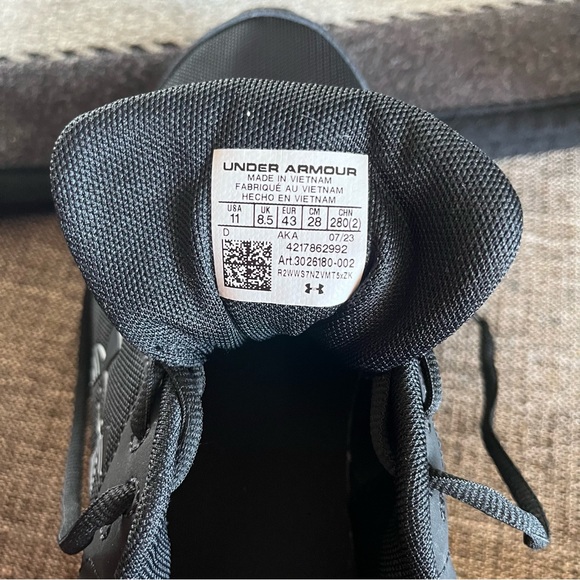 UNDER ARMOUR
MADE IN VIETNAM
FABRIQUÉ AU VIETNAM
HECHO EN VIETNAM
USA UK EUR CM CHN
11 8.5 43 28 280(2)
D AKA 07/23
4217862992
Art.3026180-002
R2WWS7NZVMT5xZK